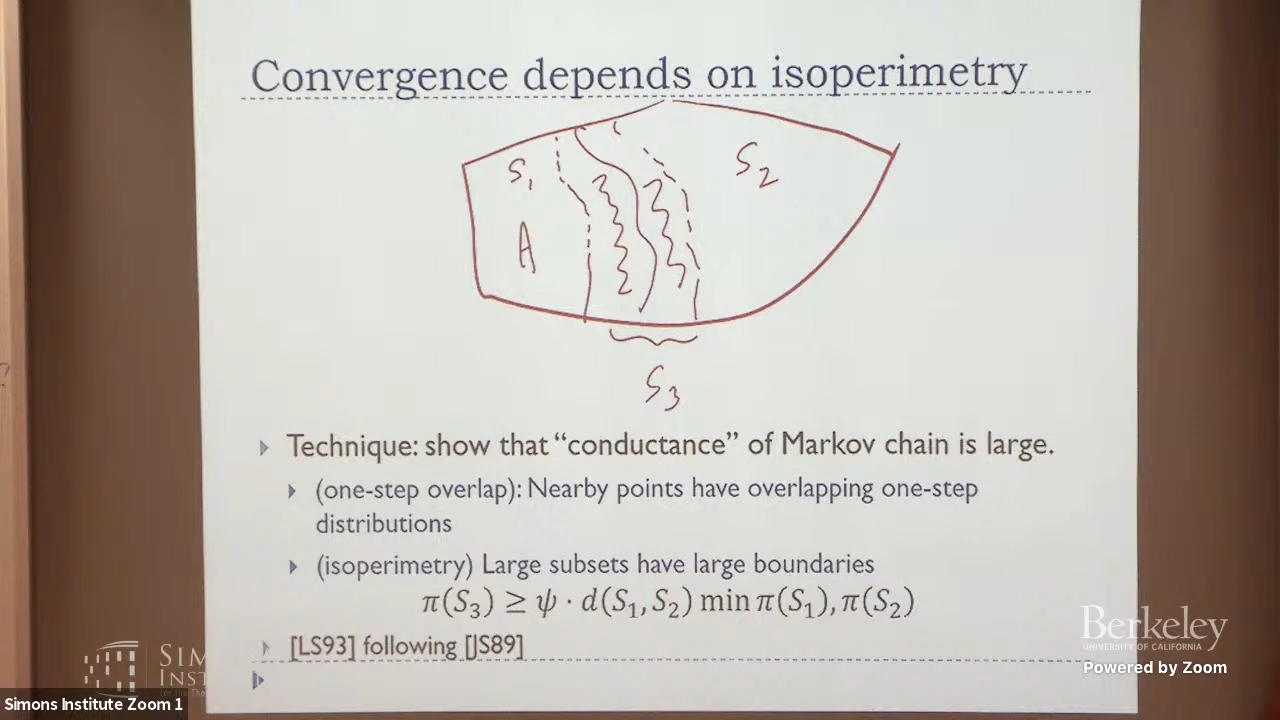 Convergence depends on isoperimetry
S1
S2
A
S3
Technique: show that “conductance” of Markov chain is large.
(one-step overlap): Nearby points have overlapping one-step
distributions
(isoperimetry) Large subsets have large boundaries
π(S₃) ≥ ψ · d(S₁, S₂) min π(S₁), π(S₂)
[LS93] following [JS89]
Berkeley
UNIVERSITY OF CALIFORNIA
Powered by Zoom
Simons Institute Zoom 1